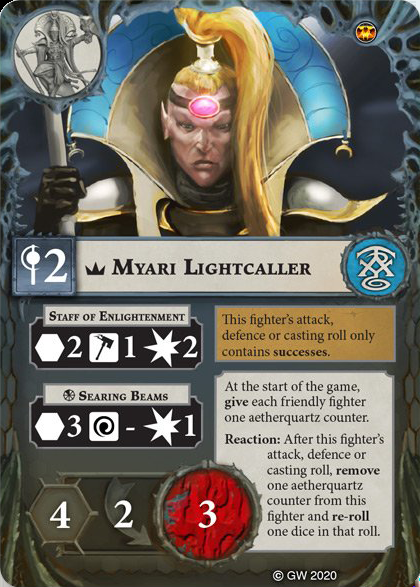 2
MYARI LIGHTCALLER
STAFF OF ENLIGHTENMENT
2 1 2
This fighter's attack,
defence or casting roll only
contains successes.
SEARING BEAMS
3 - 1
At the start of the game,
give each friendly fighter
one aetherquartz counter.
Reaction: After this fighter's
attack, defence or
casting roll, remove
one aetherquartz
counter from this
fighter and re-roll
one dice in that roll.
4 2 3
© GW 2020